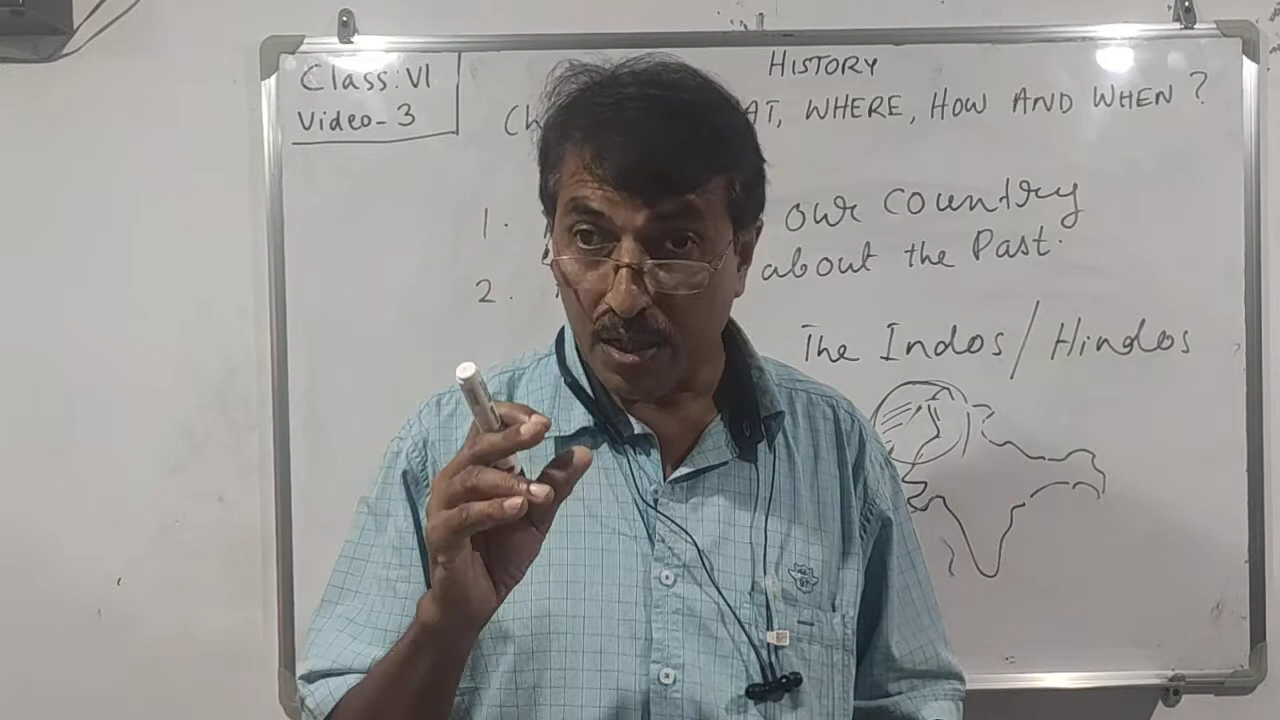 Class: VI
Video-3
HISTORY
Ch AT, WHERE, HOW AND WHEN ?
1. our country
2. about the Past.
The Indos / Hindos